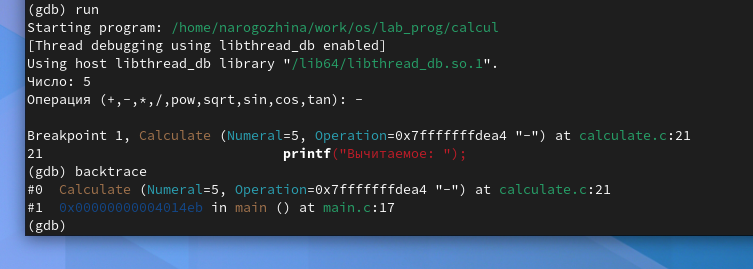 (gdb) run
Starting program: /home/narogozhina/work/os/lab_prog/calcul
[Thread debugging using libthread_db enabled]
Using host libthread_db library "/lib64/libthread_db.so.1".
Число: 5
Операция (+,-,*,/,pow,sqrt,sin,cos,tan): -
Breakpoint 1, Calculate (Numeral=5, Operation=0x7fffffffdea4 "-") at calculate.c:21
21 printf("Вычитаемое: ");
(gdb) backtrace
#0 Calculate (Numeral=5, Operation=0x7fffffffdea4 "-") at calculate.c:21
#1 0x00000000004014eb in main () at main.c:17
(gdb)